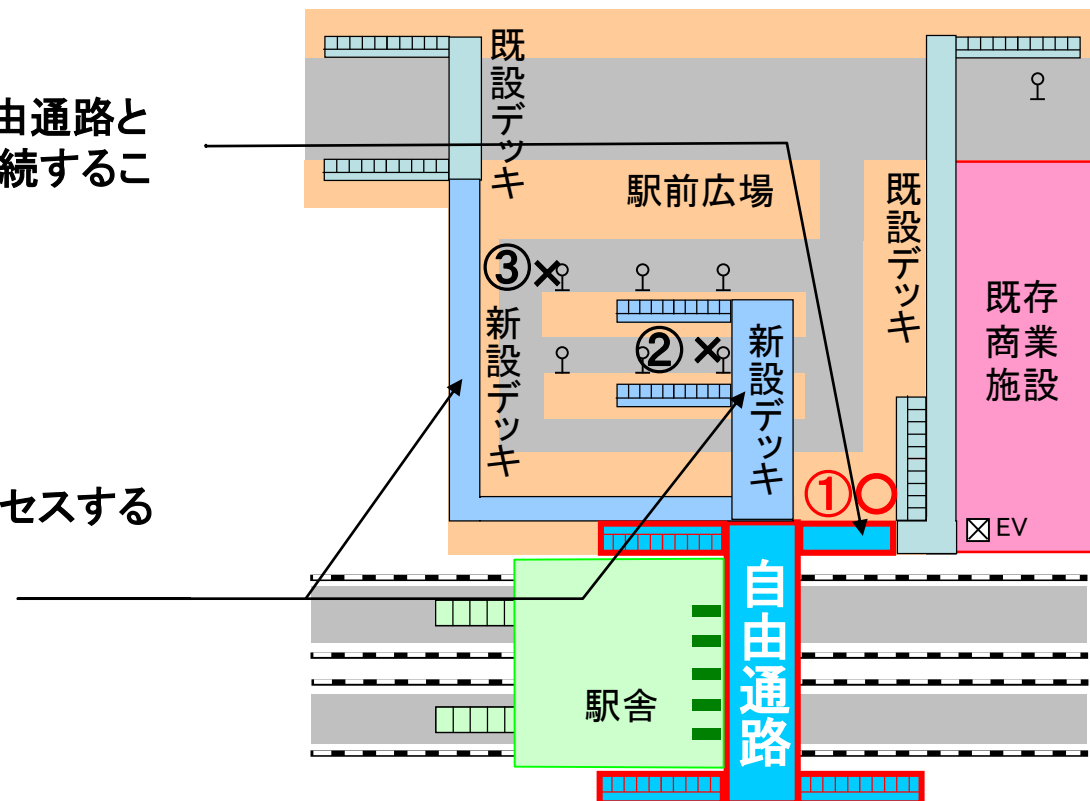 由通路と
続するこ
セスする
既設デッキ
駅前広場
既設デッキ
既存
商業
施設
③×
新設デッキ
②×
新設デッキ
①○
EV
自由通路
駅舎